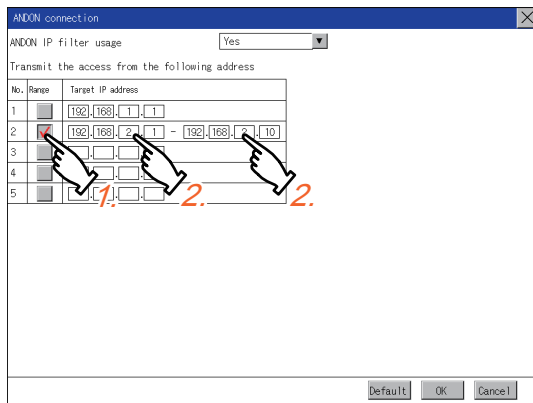 ANDON connection
ANDON IP filter usage Yes
Transmit the access from the following address
No. Range Target IP address
1 192.168.1.1
2 192.168.2.1 - 192.168.2.10
3
4
5
1. 2. 2.
Default OK Cancel